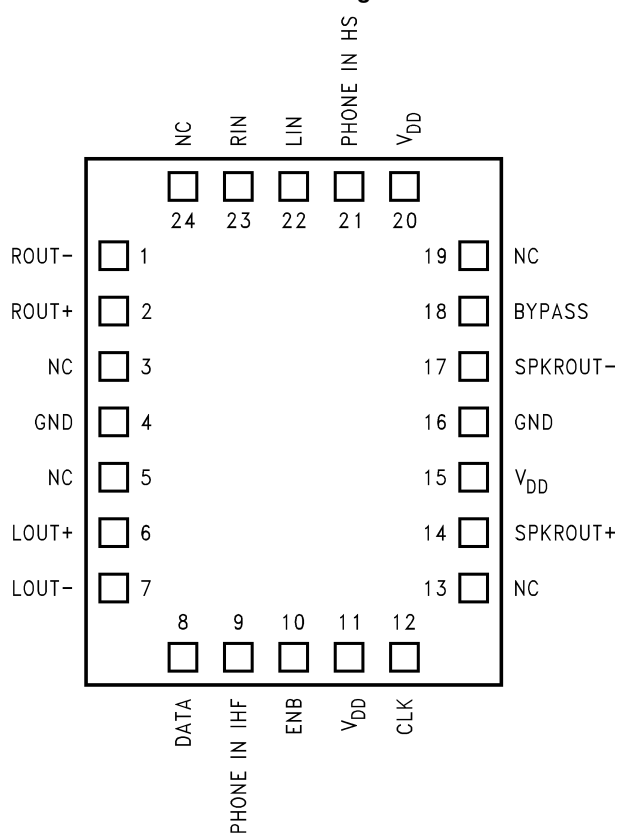 PHONE IN HS
NC
RIN
LIN
VDD
24 23 22 21 20
ROUT- 1
19 NC
ROUT+ 2
18 BYPASS
NC 3
17 SPKROUT-
GND 4
16 GND
NC 5
15 VDD
LOUT+ 6
14 SPKROUT+
LOUT- 7
13 NC
8 9 10 11 12
DATA
PHONE IN IHF
ENB
VDD
CLK